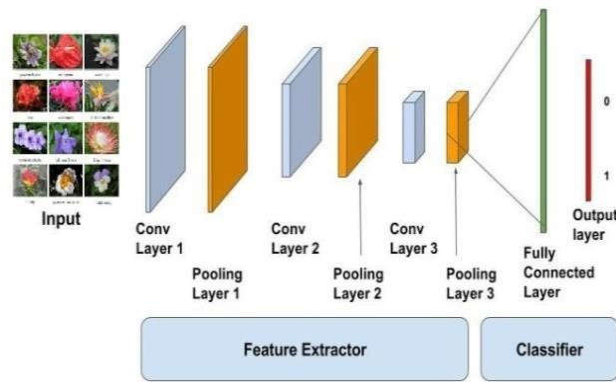 Input
Conv
Layer 1
Pooling
Layer 1
Conv
Layer 2
Pooling
Layer 2
Conv
Layer 3
Pooling
Layer 3
Fully
Connected
Layer
0
1
Output
layer
Feature Extractor
Classifier